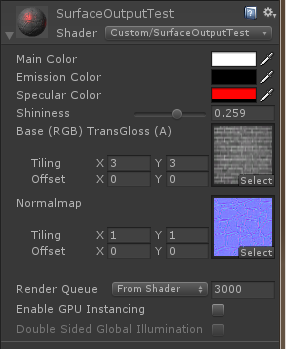 SurfaceOutputTest
Shader Custom/SurfaceOutputTest
Main Color
Emission Color
Specular Color
Shininess 0.259
Base (RGB) TransGloss (A)
Tiling X 3 Y 3
Offset X 0 Y 0
Select
Normalmap
Tiling X 1 Y 1
Offset X 0 Y 0
Select
Render Queue From Shader 3000
Enable GPU Instancing
Double Sided Global Illumination